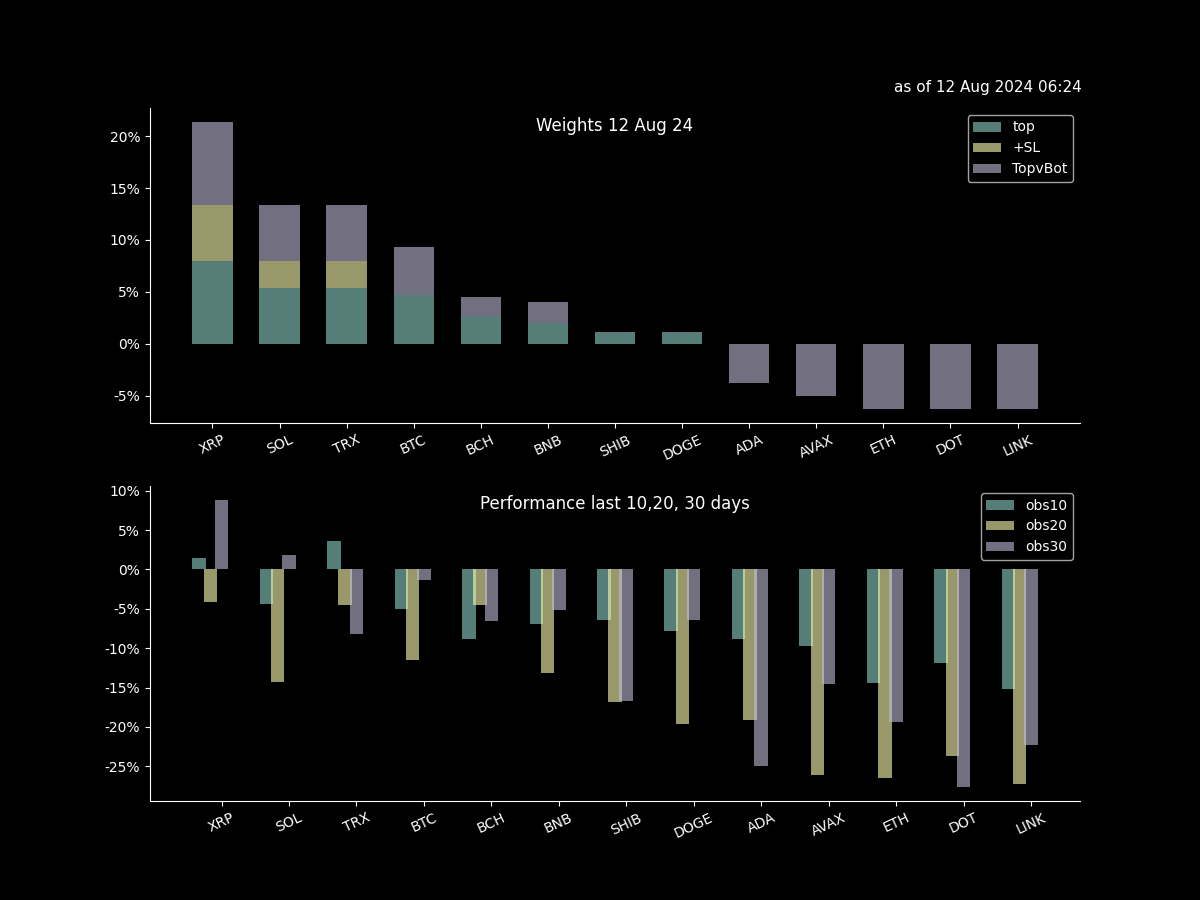 as of 12 Aug 2024 06:24
Weights 12 Aug 24
top
+SL
TopvBot
20%
15%
10%
5%
0%
-5%
XRP SOL TRX BTC BCH BNB SHIB DOGE ADA AVAX ETH DOT LINK
Performance last 10,20, 30 days
obs10
obs20
obs30
10%
5%
0%
-5%
-10%
-15%
-20%
-25%
XRP SOL TRX BTC BCH BNB SHIB DOGE ADA AVAX ETH DOT LINK